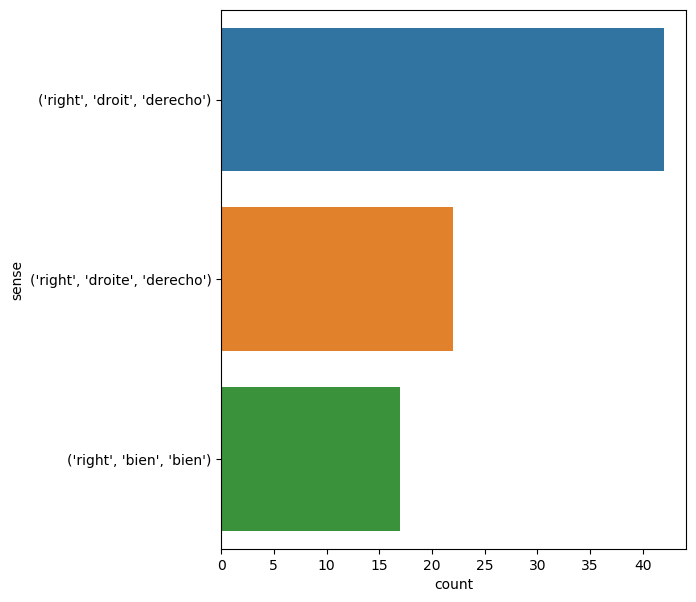 ('right', 'droit', 'derecho')
('right', 'droite', 'derecho')
('right', 'bien', 'bien')
sense
0 5 10 15 20 25 30 35 40
count